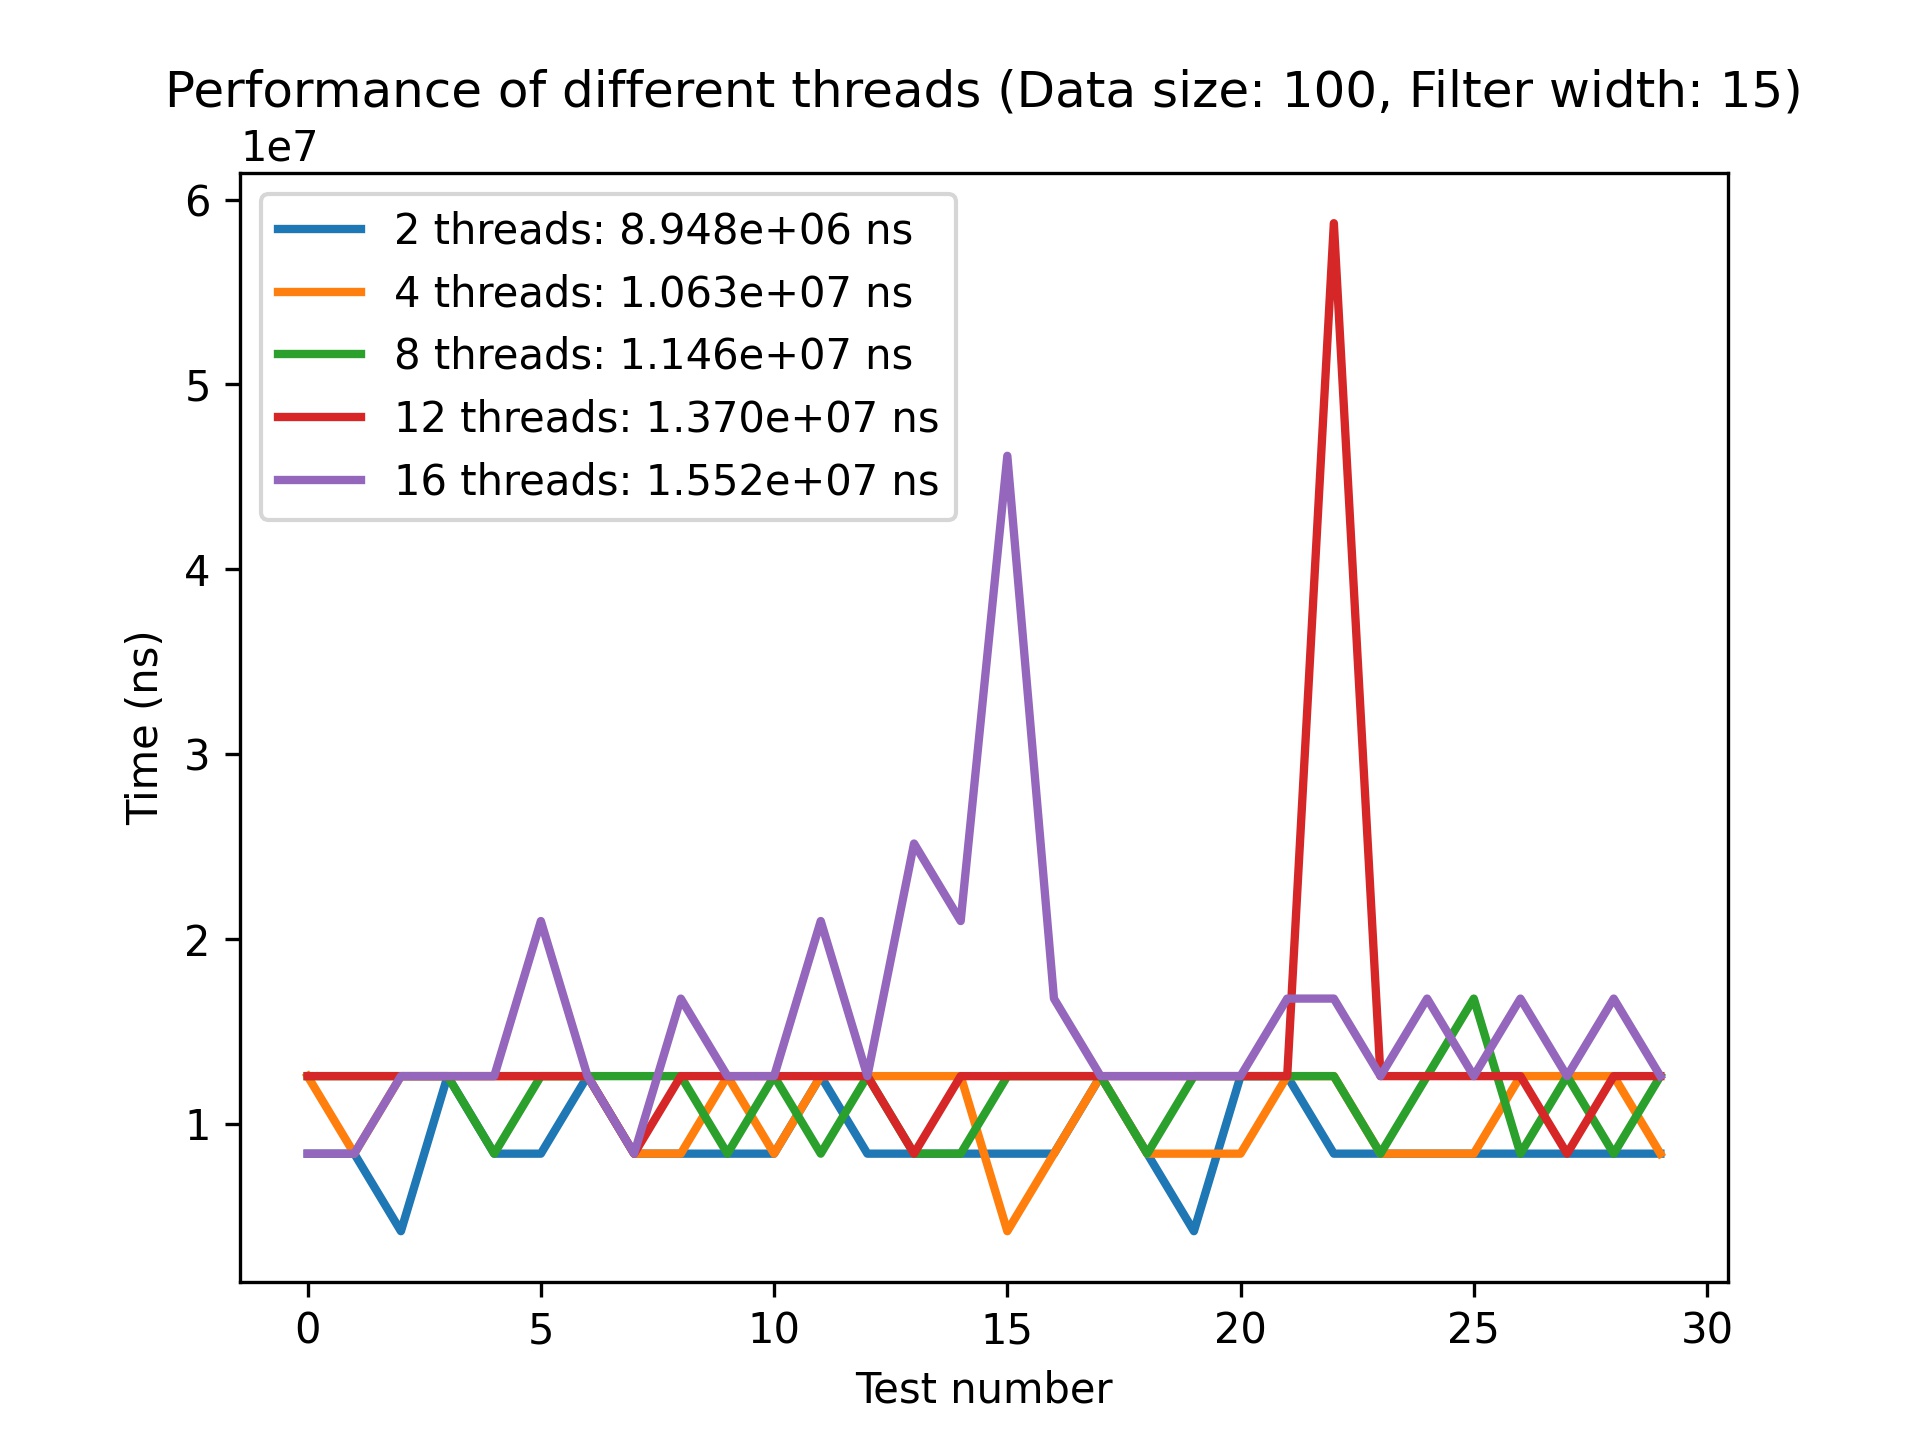 Performance of different threads (Data size: 100, Filter width: 15)
1e7
6
5
4
3
2
1
2 threads: 8.948e+06 ns
4 threads: 1.063e+07 ns
8 threads: 1.146e+07 ns
12 threads: 1.370e+07 ns
16 threads: 1.552e+07 ns
Time (ns)
0 5 10 15 20 25 30
Test number